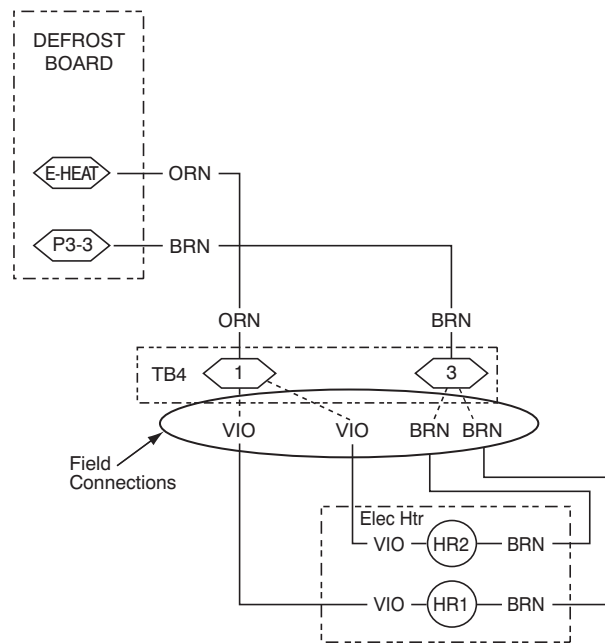 DEFROST
BOARD
E-HEAT ORN
P3-3 BRN
ORN BRN
TB4 1 3
VIO VIO BRN BRN
Field
Connections
Elec Htr
VIO HR2 BRN
VIO HR1 BRN